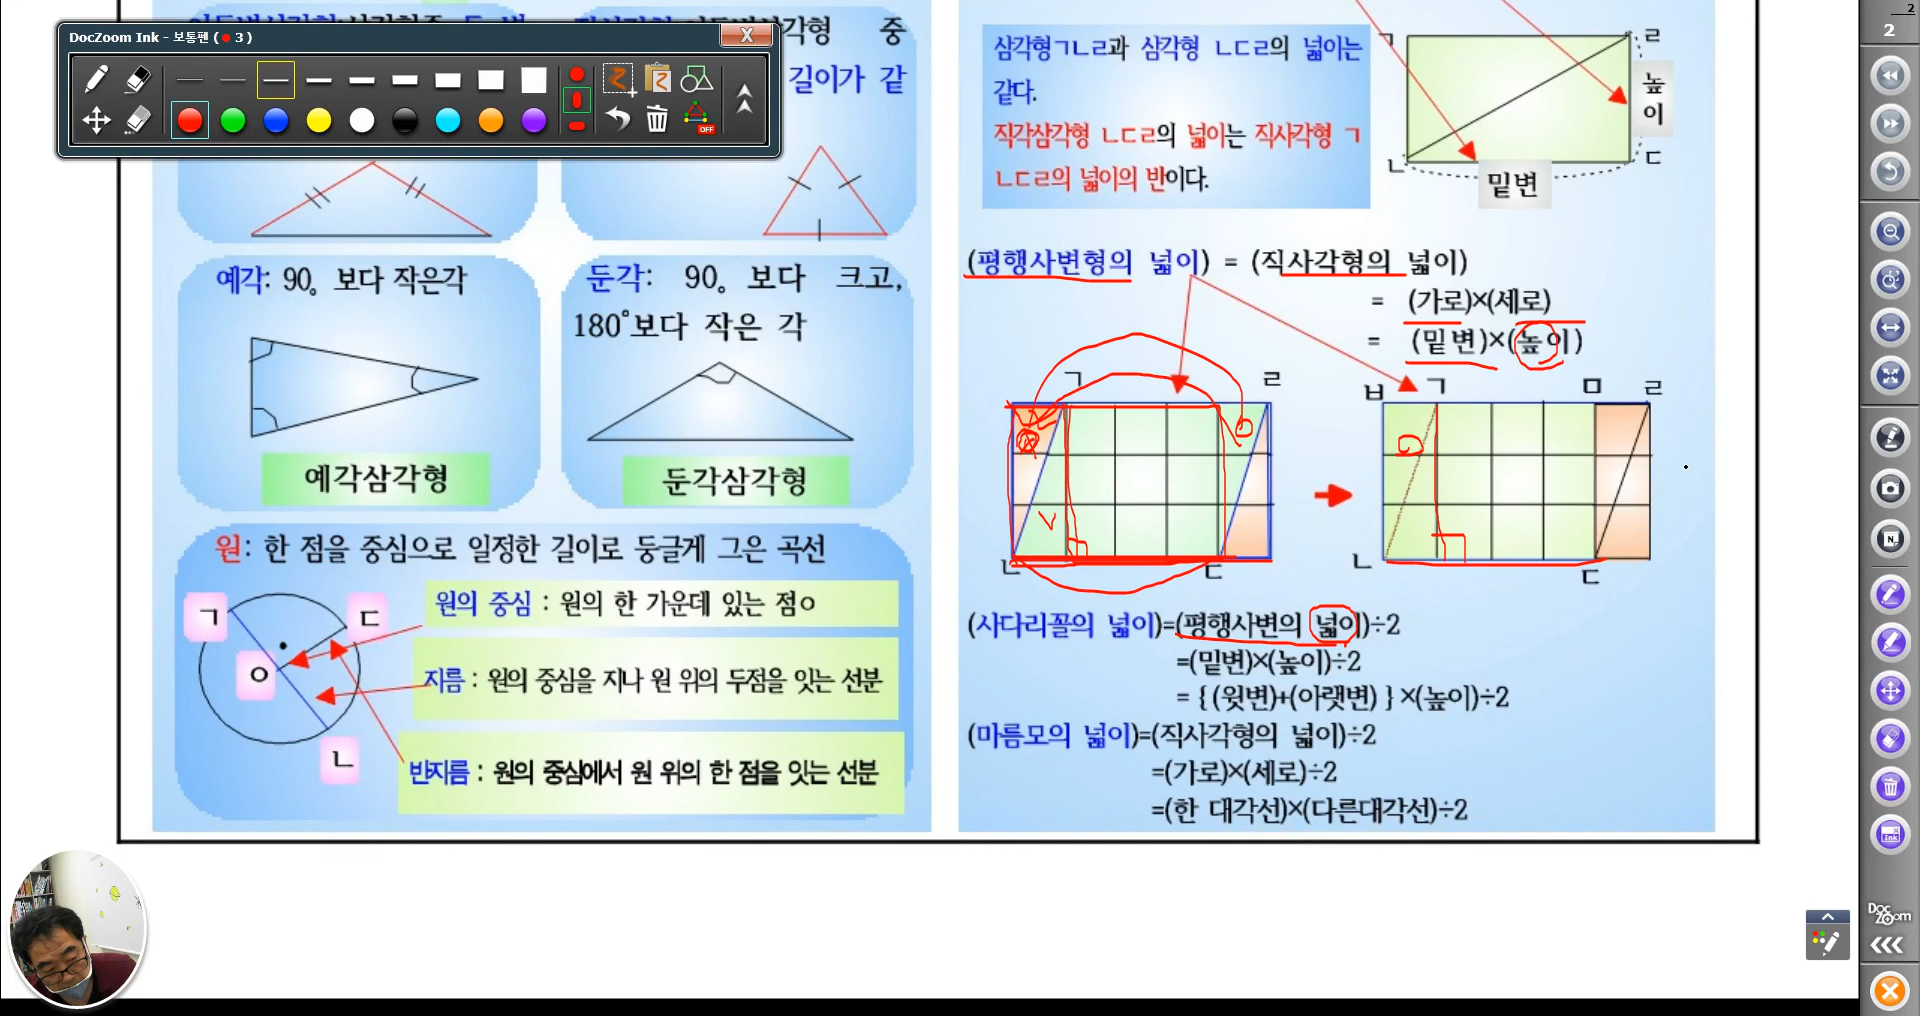 DocZoom Ink - 보통펜 ( 3 )
X
OFF
각형 중
길이가 같
예각: 90。 보다 작은각
예각삼각형
둔각: 90。 보다 크고,
180°보다 작은 각
둔각삼각형
원: 한 점을 중심으로 일정한 길이로 둥글게 그은 곡선
ㄱ
ㄷ
ㅇ
ㄴ
원의 중심 : 원의 한 가운데 있는 점ㅇ
지름 : 원의 중심을 지나 원 위의 두점을 잇는 선분
반지름 : 원의 중심에서 원 위의 한 점을 잇는 선분
삼각형ㄱㄴㄹ과 삼각형 ㄴㄷㄹ의 넓이는
같다.
직각삼각형 ㄴㄷㄹ의 넓이는 직사각형 ㄱ
ㄴㄷㄹ의 넓이의 반이다.
ㄱ
ㄹ
높
이
ㄴ
ㄷ
밑변
(평행사변형의 넓이) = (직사각형의 넓이)
= (가로)×(세로)
= (밑변)×(높이)
ㄱ
ㄹ
ㄴ
ㄷ
ㅂ
ㄱ
ㅁ
ㄹ
ㄴ
ㄷ
(사다리꼴의 넓이)=(평행사변의 넓이)÷2
=(밑변)×(높이)÷2
= {(윗변)+(아랫변) } ×(높이)÷2
(마름모의 넓이)=(직사각형의 넓이)÷2
=(가로)×(세로)÷2
=(한 대각선)×(다른대각선)÷2
2
2
N
Ink
DocZoom